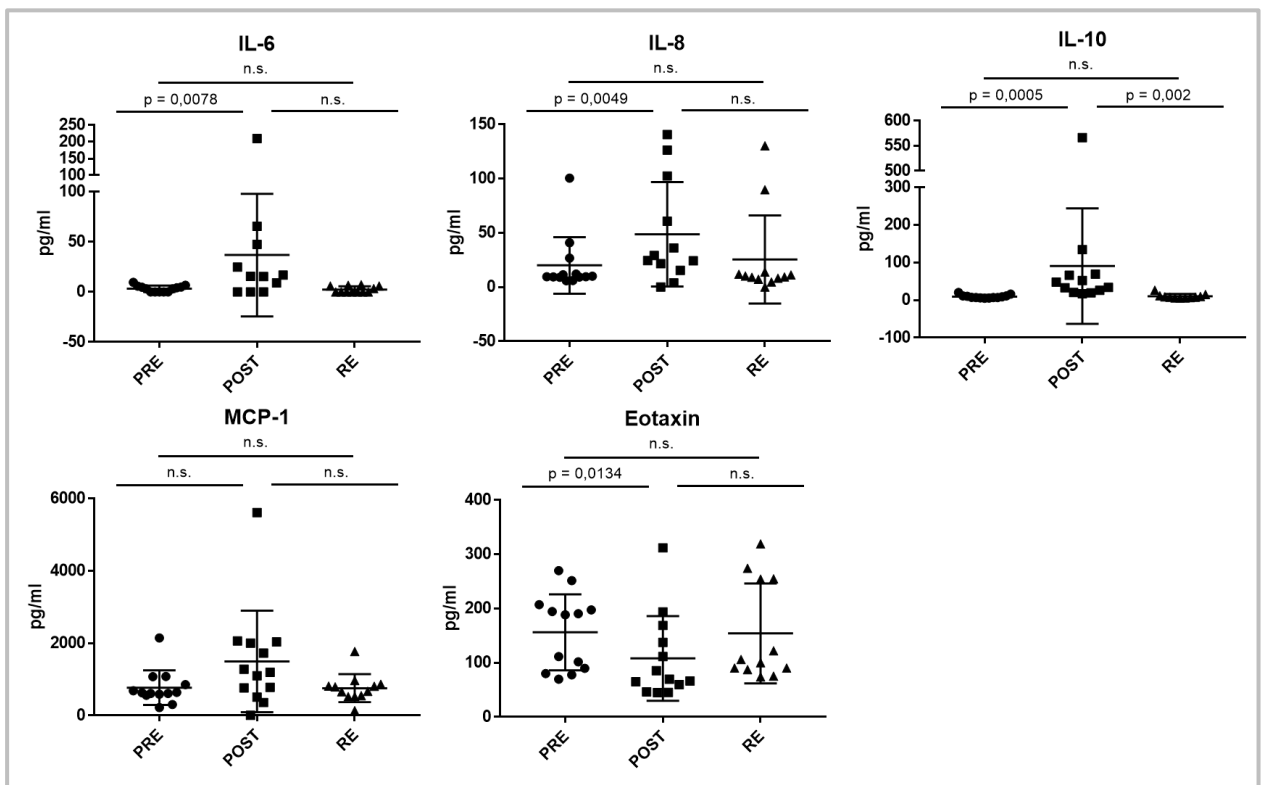 IL-6
n.s.
p = 0,0078 n.s.
250
200
150
100
100
50
0
-50
pg/ml
PRE POST RE
IL-8
n.s.
p = 0,0049 n.s.
150
100
50
0
-50
pg/ml
PRE POST RE
IL-10
n.s.
p = 0,0005 p = 0,002
600
550
500
300
200
100
0
-100
pg/ml
PRE POST RE
MCP-1
n.s.
n.s. n.s.
6000
4000
2000
0
pg/ml
PRE POST RE
Eotaxin
n.s.
p = 0,0134 n.s.
400
300
200
100
0
pg/ml
PRE POST RE